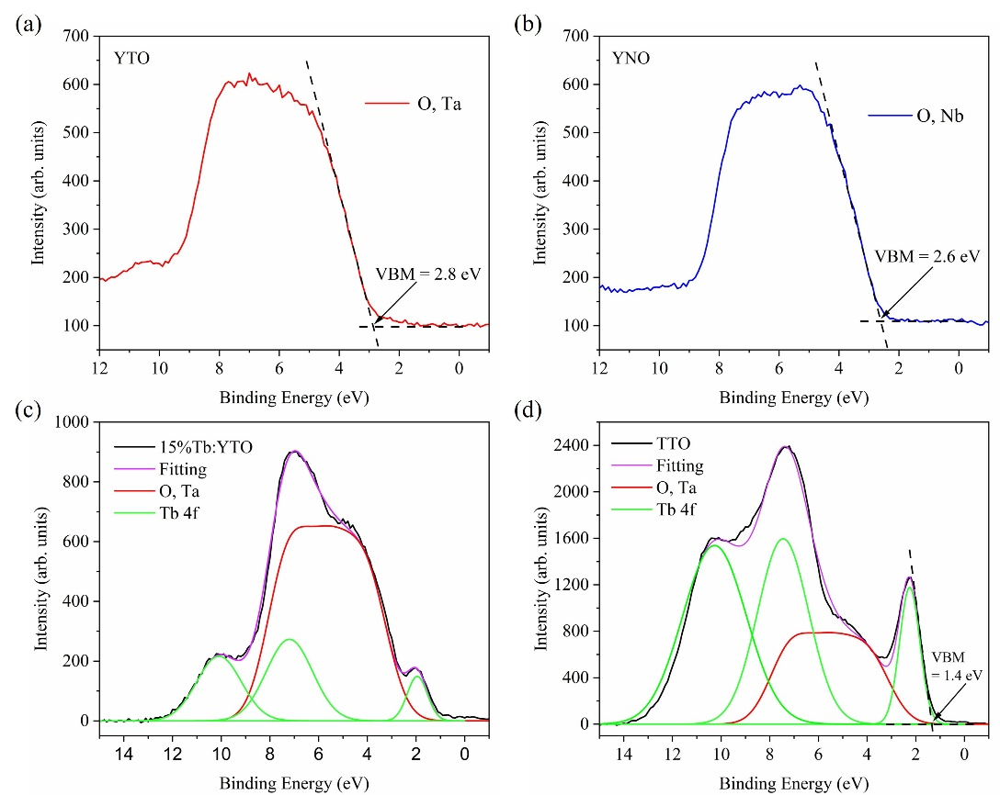 (a)
700
600
500
400
300
200
100
Intensity (arb. units)
YTO
O, Ta
VBM = 2.8 eV
12 10 8 6 4 2 0
Binding Energy (eV)
(b)
700
600
500
400
300
200
100
Intensity (arb. units)
YNO
O, Nb
VBM = 2.6 eV
12 10 8 6 4 2 0
Binding Energy (eV)
(c)
1000
800
600
400
200
0
Intensity (arb. units)
15%Tb:YTO
Fitting
O, Ta
Tb 4f
14 12 10 8 6 4 2 0
Binding Energy (eV)
(d)
2400
2000
1600
1200
800
400
0
Intensity (arb. units)
TTO
Fitting
O, Ta
Tb 4f
VBM
= 1.4 eV
14 12 10 8 6 4 2 0
Binding Energy (eV)